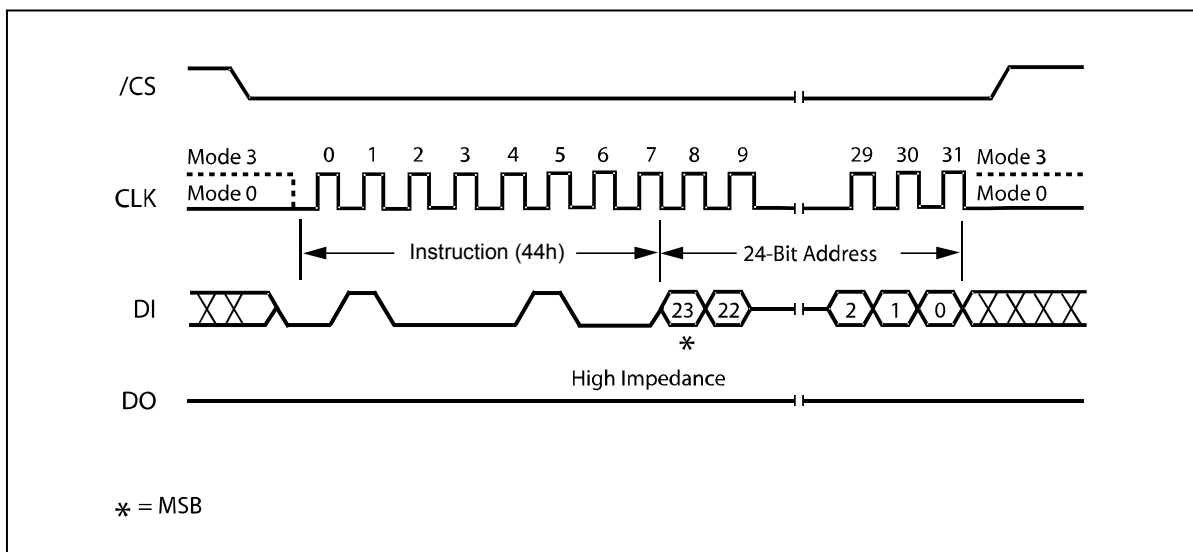 /CS
Mode 3 0 1 2 3 4 5 6 7 8 9 29 30 31 Mode 3
CLK Mode 0 Mode 0
Instruction (44h) 24-Bit Address
DI 23 22 2 1 0
*
High Impedance
DO
* = MSB